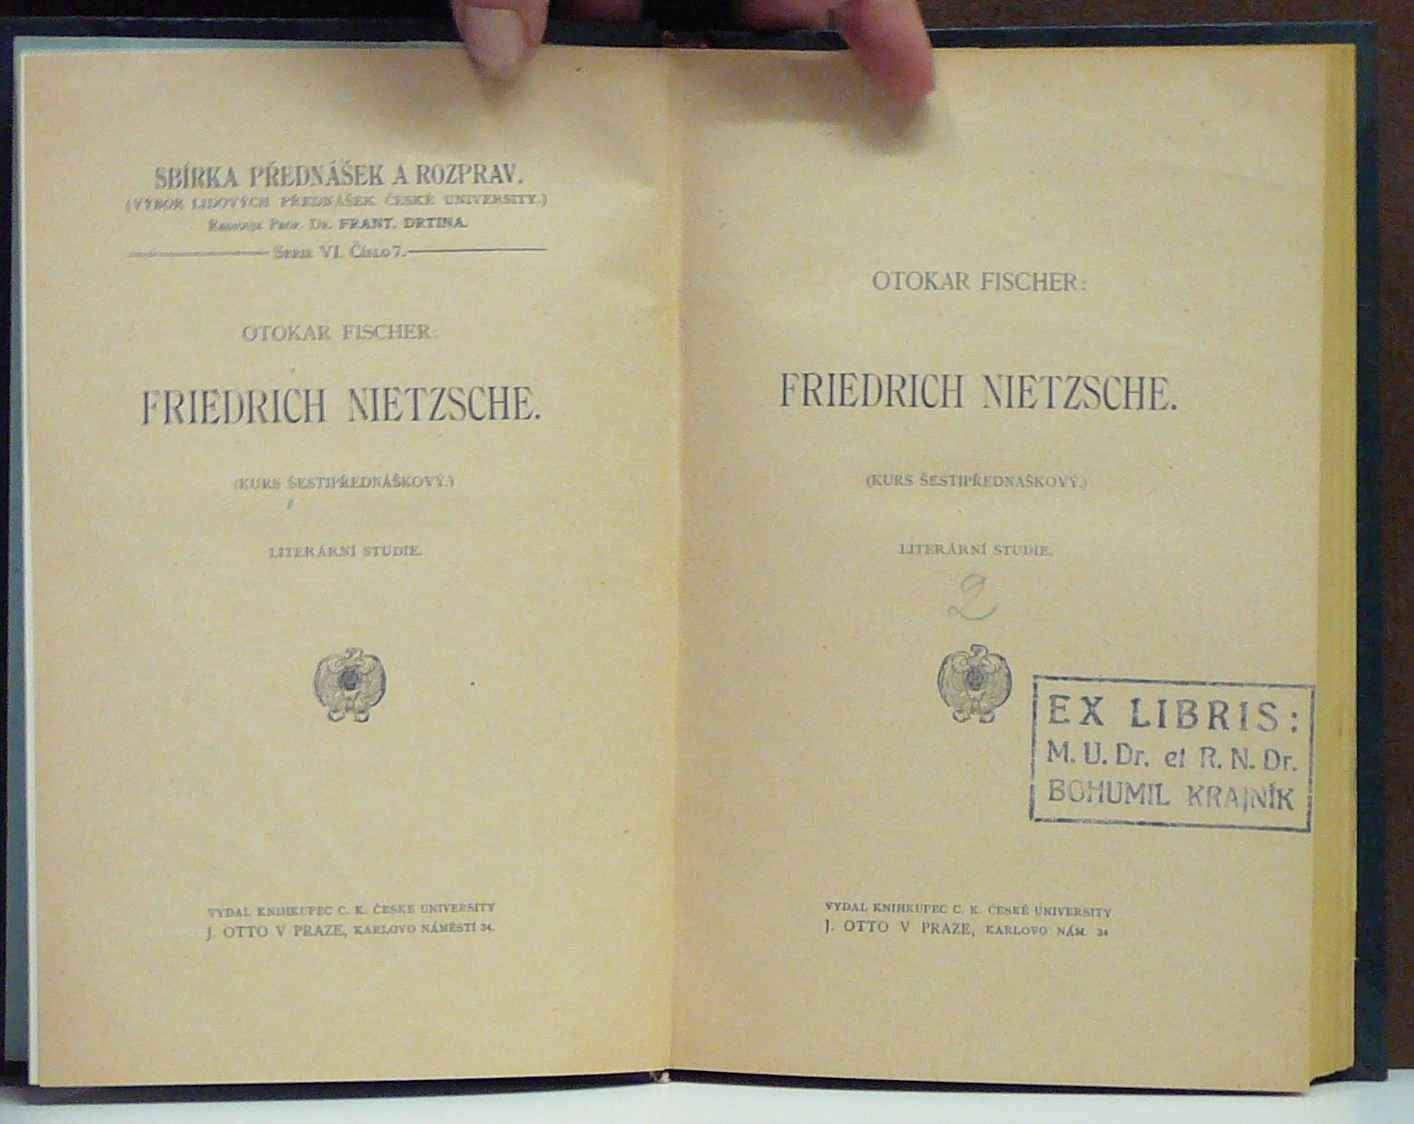 SBÍRKA PŘEDNÁŠEK A ROZPRAV.
(VÝBOR LIDOVÝCH PŘEDNÁŠEK ČESKÉ UNIVERSITY.)
REDIGUJE PROF. DR. FRANT. DRTINA.
SERIE VI. ČÍSLO 7.
OTOKAR FISCHER:
FRIEDRICH NIETZSCHE.
(KURS ŠESTIPŘEDNÁŠKOVÝ.)
LITERÁRNÍ STUDIE.
VYDAL KNIHKUPEC C. K. ČESKÉ UNIVERSITY
J. OTTO V PRAZE, KARLOVO NÁMĚSTÍ 34.
OTOKAR FISCHER:
FRIEDRICH NIETZSCHE.
(KURS ŠESTIPŘEDNAŠKOVÝ.)
LITERÁRNÍ STUDIE.
2
EX LIBRIS:
M. U. Dr. et R. N. Dr.
BOHUMIL KRAJNÍK
VYDAL KNIHKUPEC C. K. ČESKÉ UNIVERSITY
J. OTTO V PRAZE, KARLOVO NÁM. 34